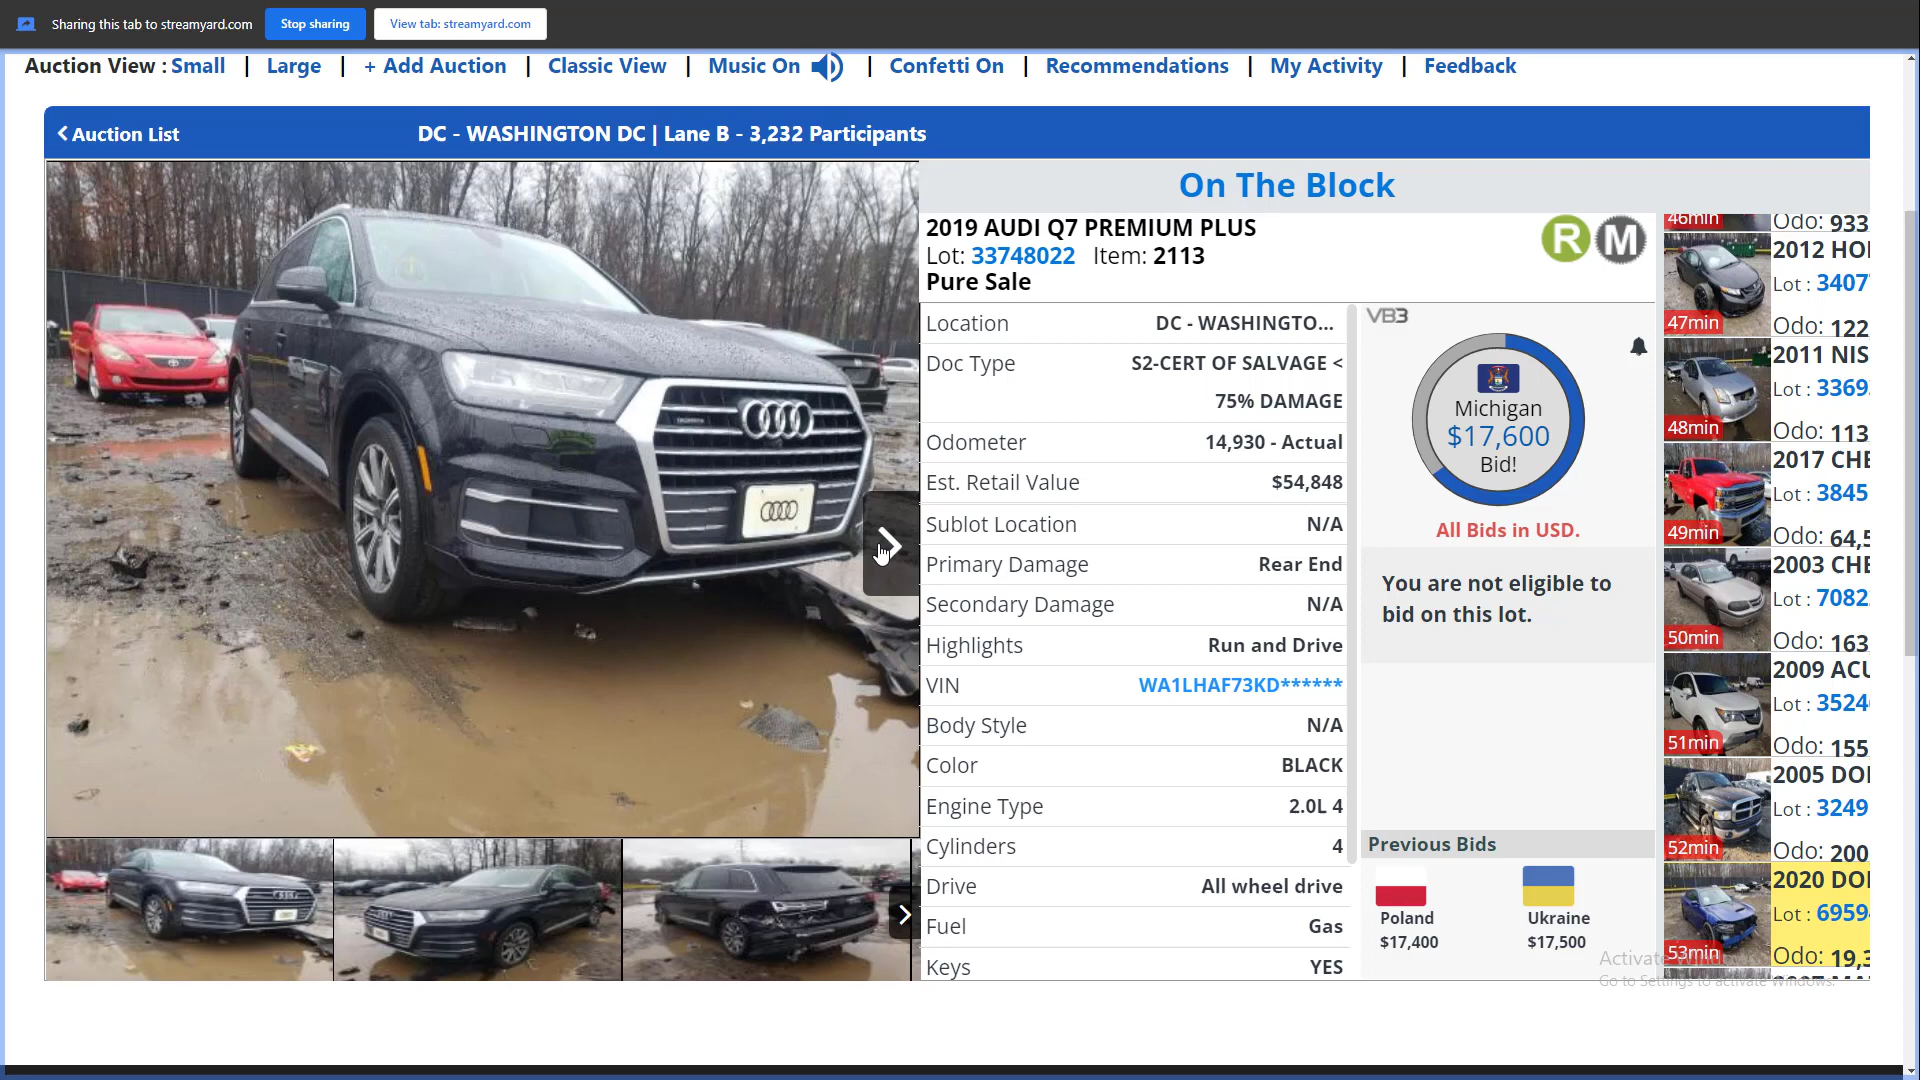 Sharing this tab to streamyard.com
Stop sharing
View tab: streamyard.com
Auction View : Small | Large | + Add Auction | Classic View | Music On | Confetti On | Recommendations | My Activity | Feedback
Auction List
DC - WASHINGTON DC | Lane B - 3,232 Participants
On The Block
2019 AUDI Q7 PREMIUM PLUS
Lot: 33748022 Item: 2113
Pure Sale
R M
Location DC - WASHINGTO...
Doc Type S2-CERT OF SALVAGE <
75% DAMAGE
Odometer 14,930 - Actual
Est. Retail Value $54,848
Sublot Location N/A
Primary Damage Rear End
Secondary Damage N/A
Highlights Run and Drive
VIN WA1LHAF73KD******
Body Style N/A
Color BLACK
Engine Type 2.0L 4
Cylinders 4
Drive All wheel drive
Fuel Gas
Keys YES
VB3
Michigan
$17,600
Bid!
All Bids in USD.
You are not eligible to
bid on this lot.
Previous Bids
Poland
$17,400
Ukraine
$17,500
46min
Odo: 933
2012 HO
Lot : 3407
47min
Odo: 122
2011 NIS
Lot : 3369
48min
Odo: 113
2017 CHE
Lot : 3845
49min
Odo: 64,5
2003 CHE
Lot : 7082
50min
Odo: 163
2009 ACU
Lot : 3524
51min
Odo: 155
2005 DO
Lot : 3249
52min
Odo: 200
2020 DO
Lot : 6959
53min
Odo: 19,3
Activate Windows
Go to Settings to activate Windows.